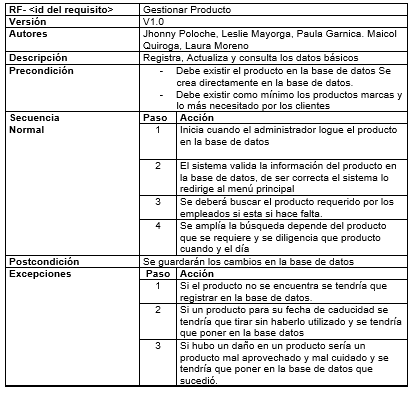 RF- <id del requisito> Gestionar Producto
Versión V1.0
Autores Jhonny Poloche, Leslie Mayorga, Paula Garnica. Maicol
Quiroga, Laura Moreno
Descripción Registra, Actualiza y consulta los datos básicos
Precondición - Debe existir el producto en la base de datos Se
crea directamente en la base de datos.
- Debe existir como mínimo los productos marcas y
lo más necesitado por los clientes
Secuencia Paso Acción
Normal 1 Inicia cuando el administrador logue el producto
en la base de datos
2 El sistema valida la información del producto en
la base de datos, de ser correcta el sistema lo
redirige al menú principal
3 Se deberá buscar el producto requerido por los
empleados si esta si hace falta.
4 Se amplía la búsqueda depende del producto
que se requiere y se diligencia que producto
cuando y el día
Postcondición Se guardarán los cambios en la base de datos
Excepciones Paso Acción
1 Si el producto no se encuentra se tendría que
registrar en la base de datos.
2 Si un producto para su fecha de caducidad se
tendría que tirar sin haberlo utilizado y se tendría
que poner en la base datos
3 Si hubo un daño en un producto sería un
producto mal aprovechado y mal cuidado y se
tendría que poner en la base de datos que
sucedió.